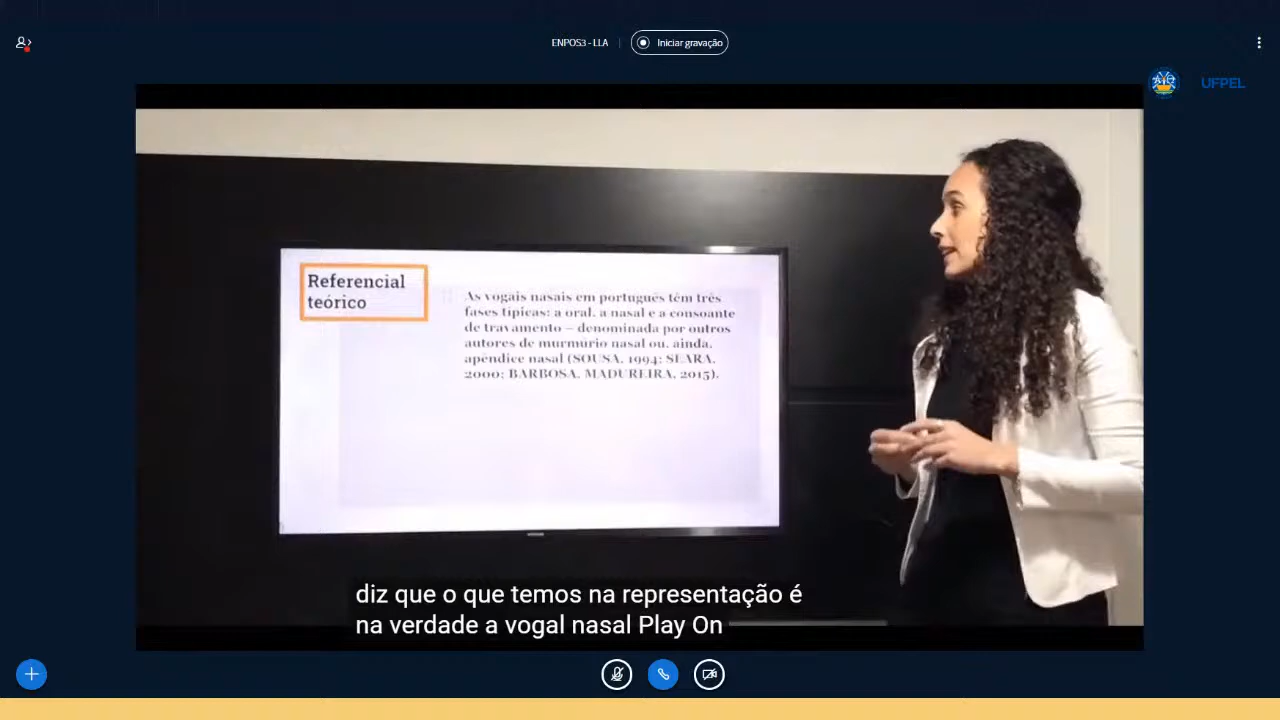 ENPOS3 - LLA
Iniciar gravação
UFPEL
Referencial
teórico
As vogais nasais em português têm três
fases típicas: a oral, a nasal e a consoante
de travamento – denominada por outros
autores de murmúrio nasal ou, ainda,
apêndice nasal (SOUSA, 1994; SEARA,
2000; BARBOSA, MADUREIRA, 2015).
diz que o que temos na representação é
na verdade a vogal nasal Play On